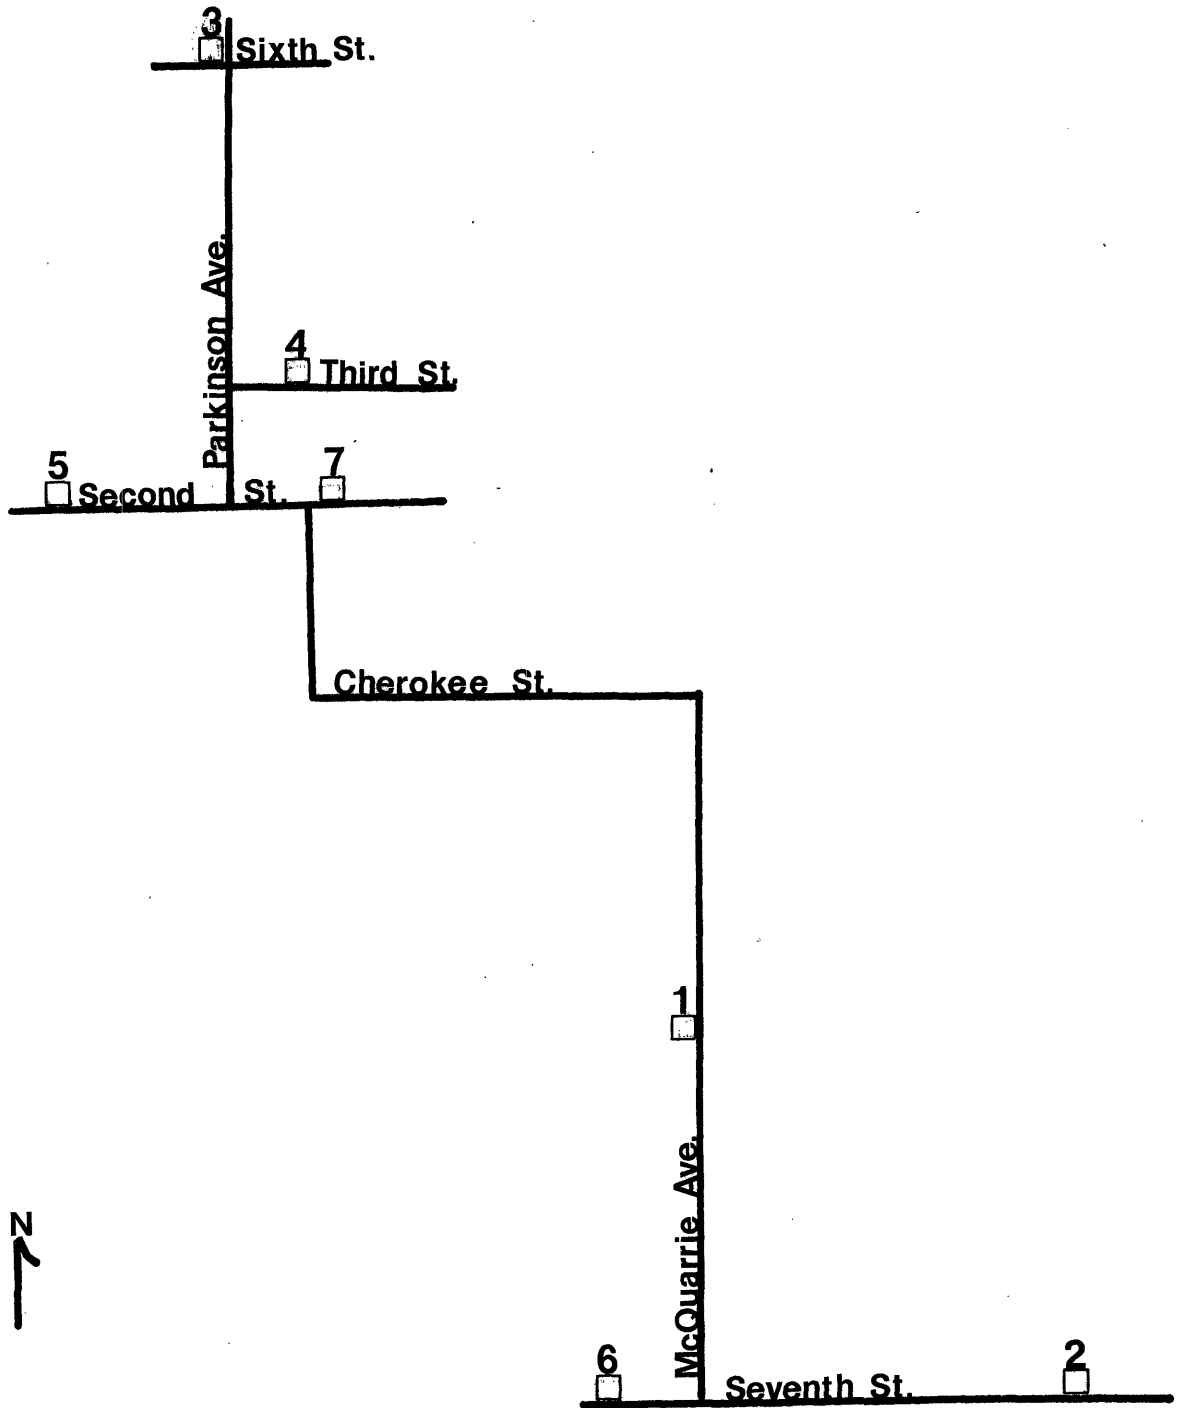 3
Sixth St.
Parkinson Ave.
4
Third St.
5
7
Second St.
Cherokee St.
1
McQuarrie Ave.
N
6
2
Seventh St.